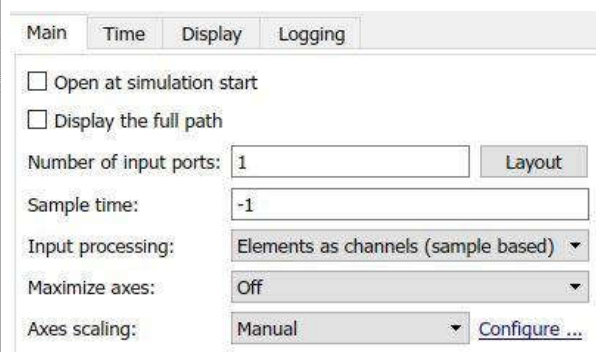 Main Time Display Logging
Open at simulation start
Display the full path
Number of input ports: 1 Layout
Sample time: -1
Input processing: Elements as channels (sample based)
Maximize axes: Off
Axes scaling: Manual Configure ...